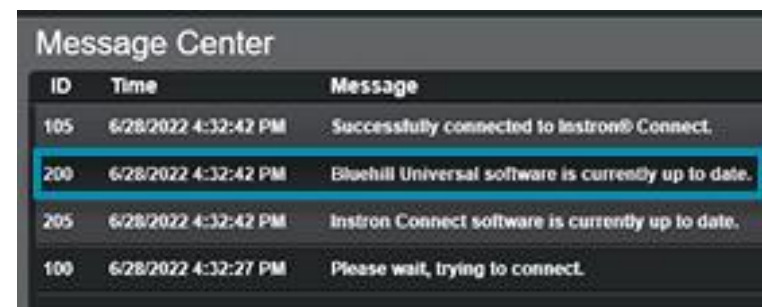 Message Center
ID Time Message
105 6/28/2022 4:32:42 PM Successfully connected to Instron® Connect.
200 6/28/2022 4:32:42 PM Bluehill Universal software is currently up to date.
205 6/28/2022 4:32:42 PM Instron Connect software is currently up to date.
100 6/28/2022 4:32:27 PM Please wait, trying to connect.